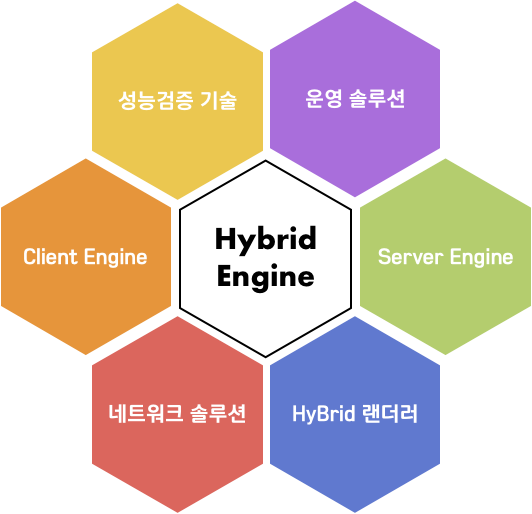 성능검증 기술
운영 솔루션
Client Engine
Hybrid
Engine
Server Engine
네트워크 솔루션
HyBrid 랜더러